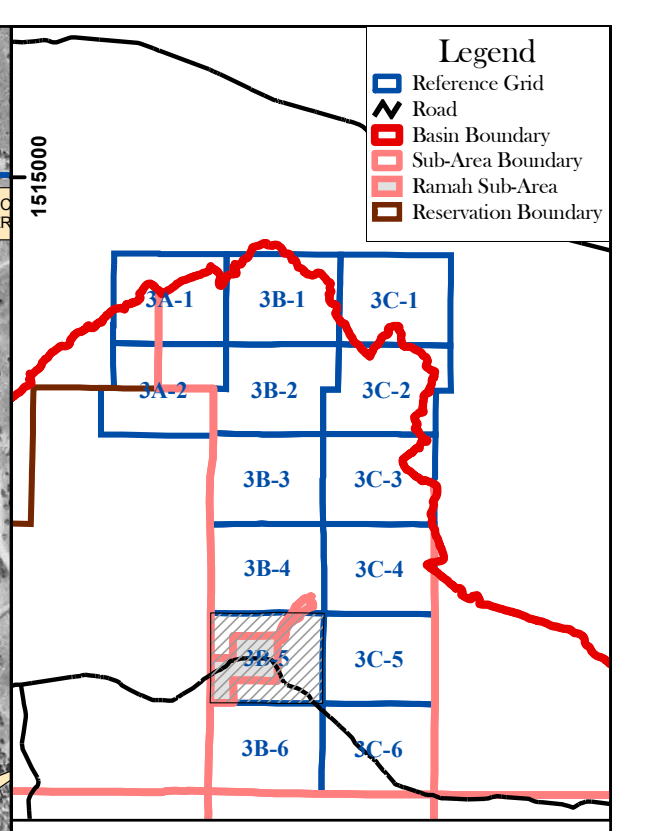 Legend
Reference Grid
Road
Basin Boundary
Sub-Area Boundary
Ramah Sub-Area
Reservation Boundary
1515000
C
R
3A-1
3B-1
3C-1
3A-2
3B-2
3C-2
3B-3
3C-3
3B-4
3C-4
3B-5
3C-5
3B-6
3C-6